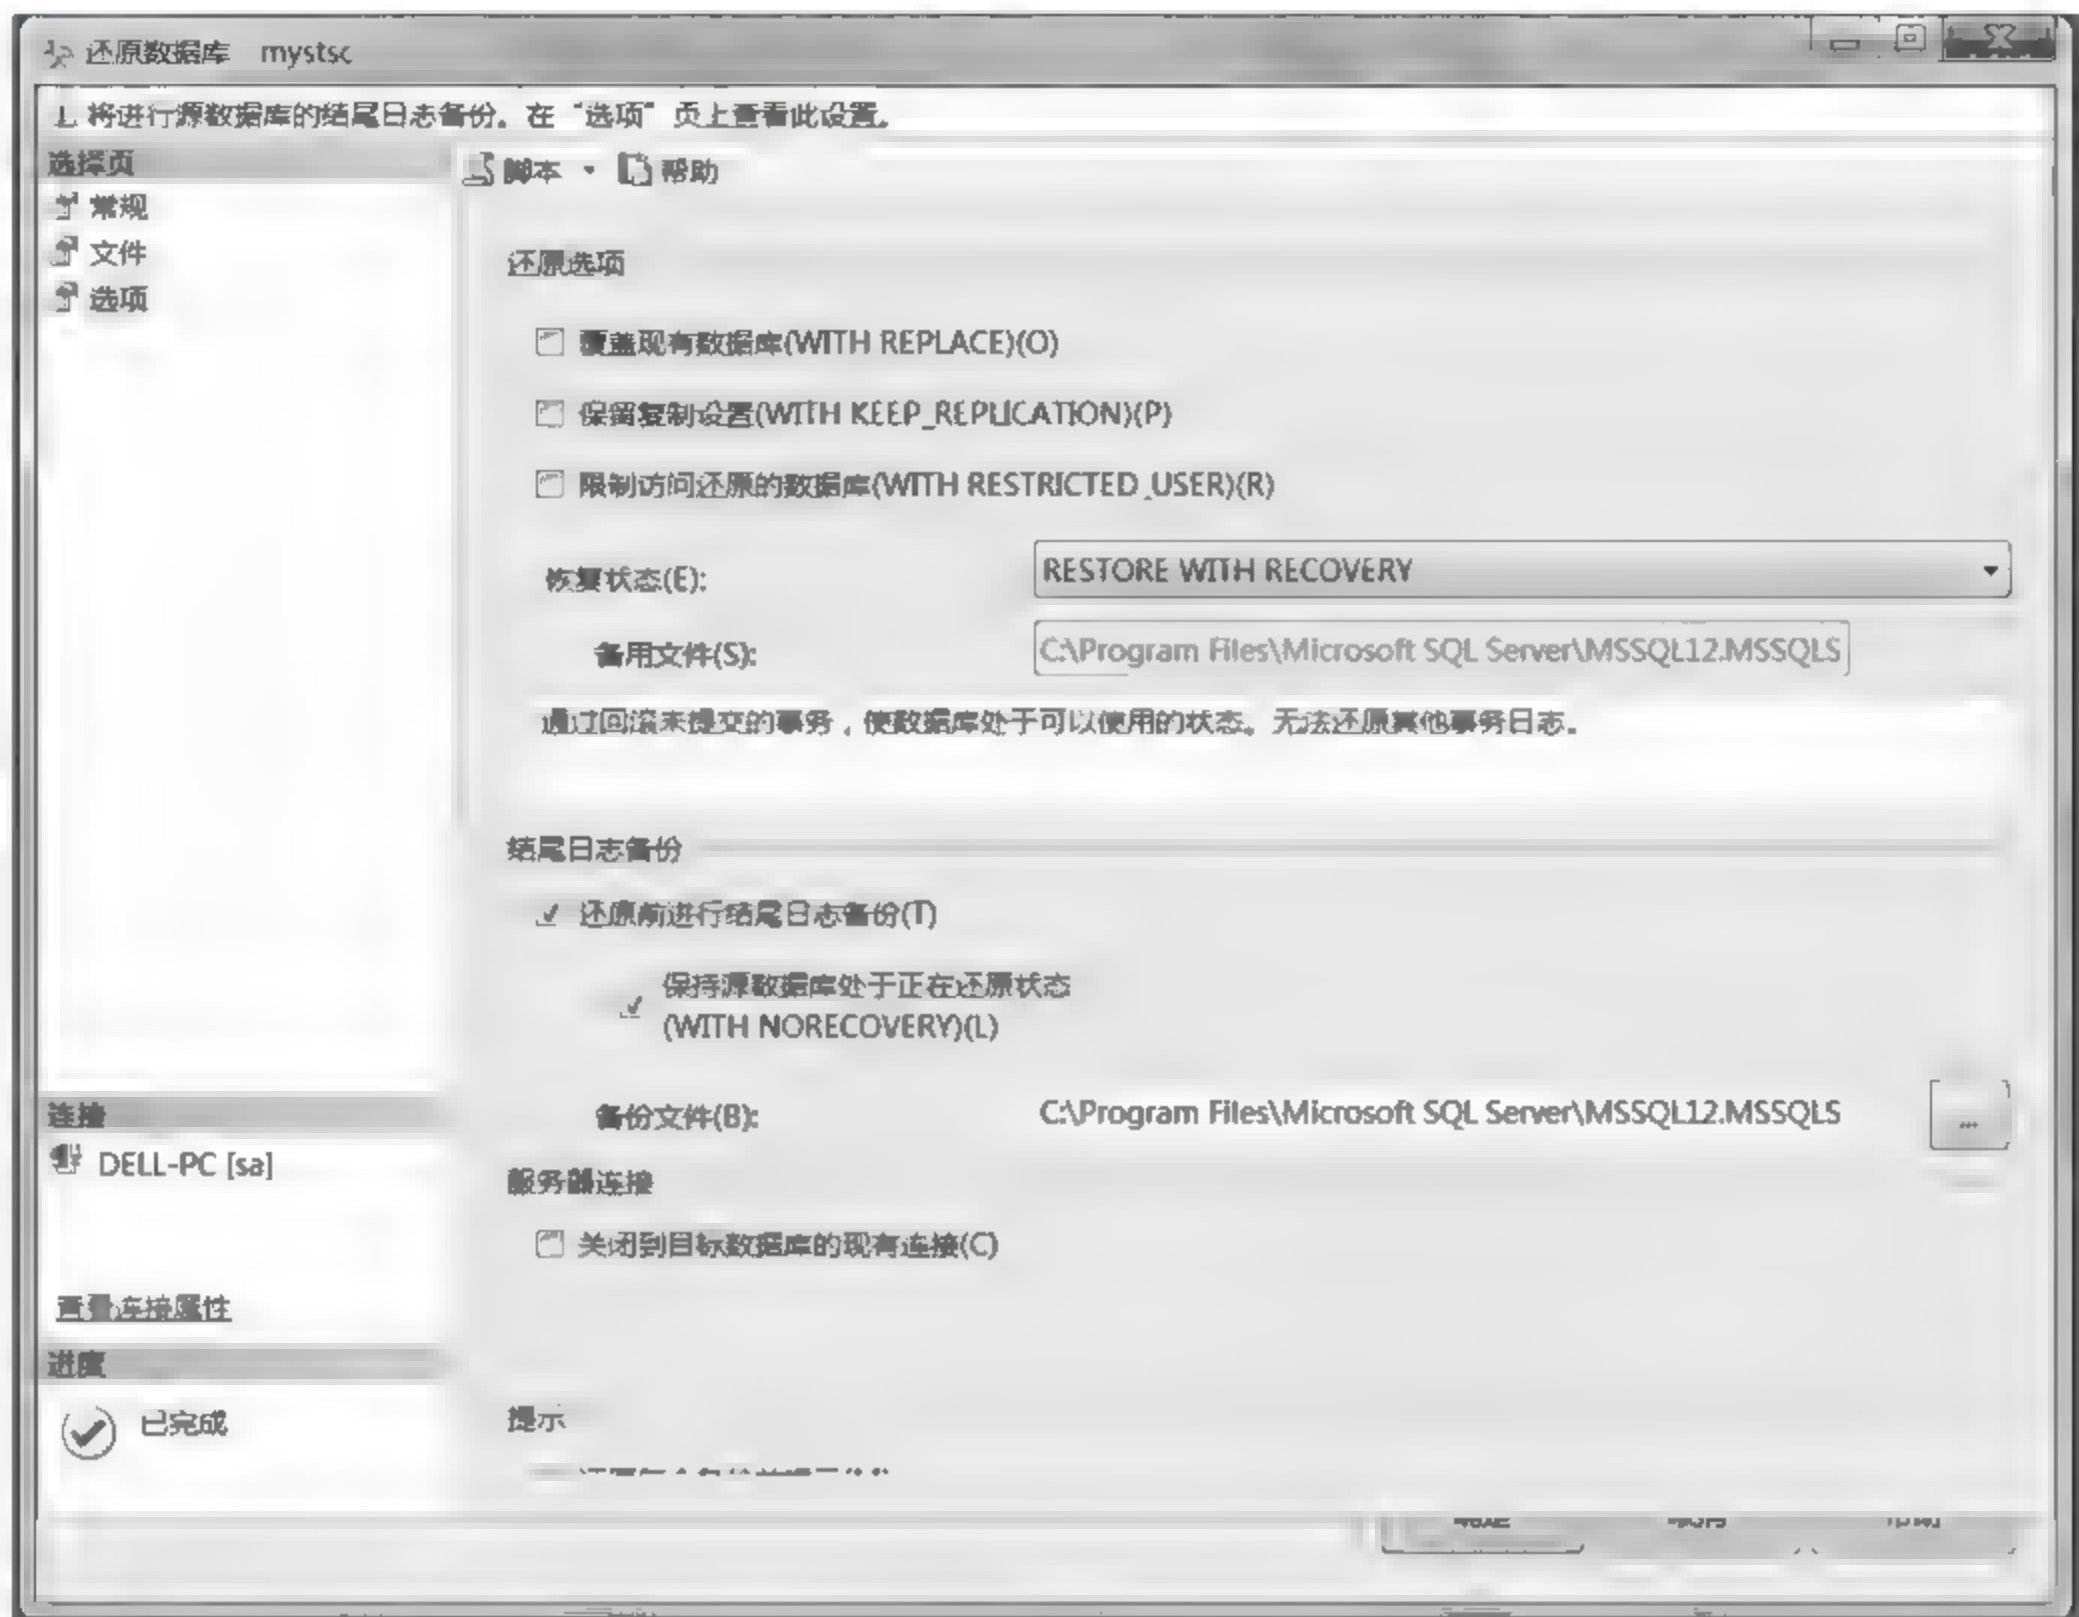 还原数据库 mystsc
将进行源数据库的结尾日志备份。在“选项”页上查看此设置。
选择页
常规
文件
选项
脚本 帮助
还原选项
覆盖现有数据库(WITH REPLACE)(O)
保留复制设置(WITH KEEP_REPLICATION)(P)
限制访问还原的数据库(WITH RESTRICTED_USER)(R)
恢复状态(E): RESTORE WITH RECOVERY
备用文件(S): C:\Program Files\Microsoft SQL Server\MSSQL12.MSSQLS
通过回滚未提交的事务，使数据库处于可以使用的状态。无法还原其他事务日志。
结尾日志备份
还原前进行结尾日志备份(T)
保持源数据库处于正在还原状态
(WITH NORECOVERY)(L)
备份文件(B): C:\Program Files\Microsoft SQL Server\MSSQL12.MSSQLS ...
服务器连接
关闭到目标数据库的现有连接(C)
连接
DELL-PC [sa]
查看连接属性
进度
已完成
提示